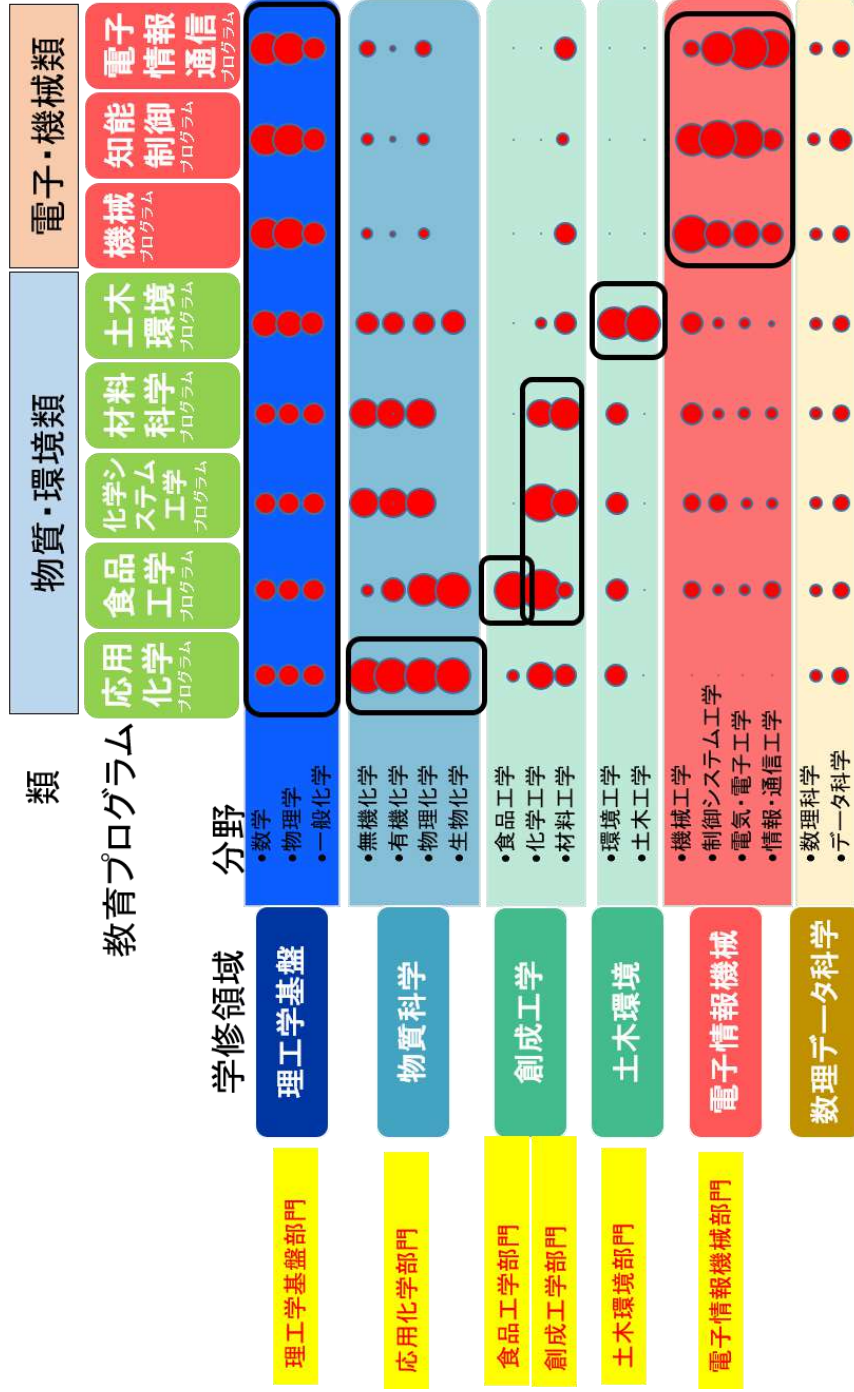 類
物質・環境類
電子・機械類
教育プログラム
応用
化学
プログラム
食品
工学
プログラム
化学シ
ステム
工学
プログラム
材料
科学
プログラム
土木
環境
プログラム
機械
プログラム
知能
制御
プログラム
電子
情報
通信
プログラム
学修領域
分野
理工学基盤部門
理工学基盤
•数学
•物理学
•一般化学
応用化学部門
物質科学
•無機化学
•有機化学
•物理化学
•生物化学
食品工学部門
創成工学部門
創成工学
•食品工学
•化学工学
•材料工学
土木環境部門
土木環境
•環境工学
•土木工学
電子情報機械部門
電子情報機械
•機械工学
•制御システム工学
•電気・電子工学
•情報・通信工学
数理データ科学
•数理科学
•データ科学